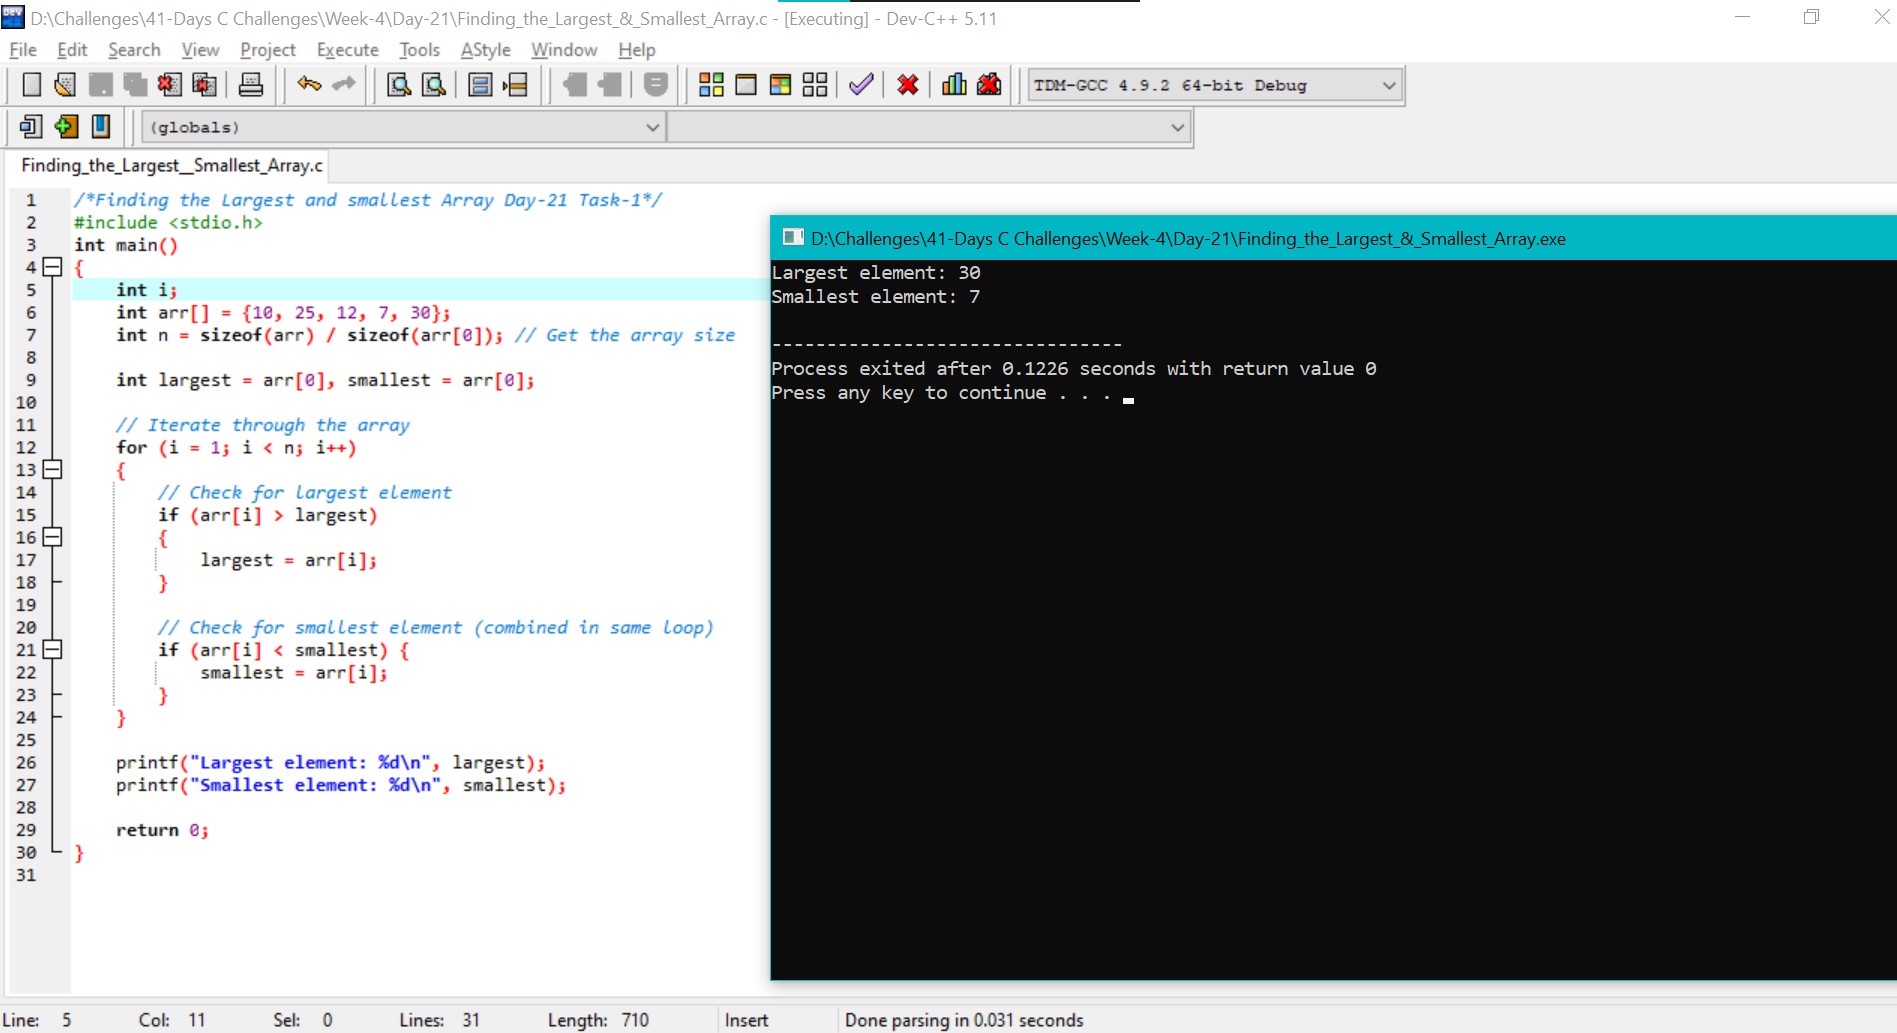 D:\Challenges\41-Days C Challenges\Week-4\Day-21\Finding_the_Largest_&_Smallest_Array.c - [Executing] - Dev-C++ 5.11
File Edit Search View Project Execute Tools AStyle Window Help
TDM-GCC 4.9.2 64-bit Debug
(globals)
Finding_the_Largest__Smallest_Array.c
1 /*Finding the Largest and smallest Array Day-21 Task-1*/
2 #include <stdio.h>
3 int main()
4 {
5     int i;
6     int arr[] = {10, 25, 12, 7, 30};
7     int n = sizeof(arr) / sizeof(arr[0]); // Get the array size
8
9     int largest = arr[0], smallest = arr[0];
10
11     // Iterate through the array
12     for (i = 1; i < n; i++)
13     {
14         // Check for largest element
15         if (arr[i] > largest)
16         {
17             largest = arr[i];
18         }
19
20         // Check for smallest element (combined in same loop)
21         if (arr[i] < smallest) {
22             smallest = arr[i];
23         }
24     }
25
26     printf("Largest element: %d\n", largest);
27     printf("Smallest element: %d\n", smallest);
28
29     return 0;
30 }
31
D:\Challenges\41-Days C Challenges\Week-4\Day-21\Finding_the_Largest_&_Smallest_Array.exe
Largest element: 30
Smallest element: 7
--------------------------------
Process exited after 0.1226 seconds with return value 0
Press any key to continue . . .
Line: 5 Col: 11 Sel: 0 Lines: 31 Length: 710 Insert Done parsing in 0.031 seconds